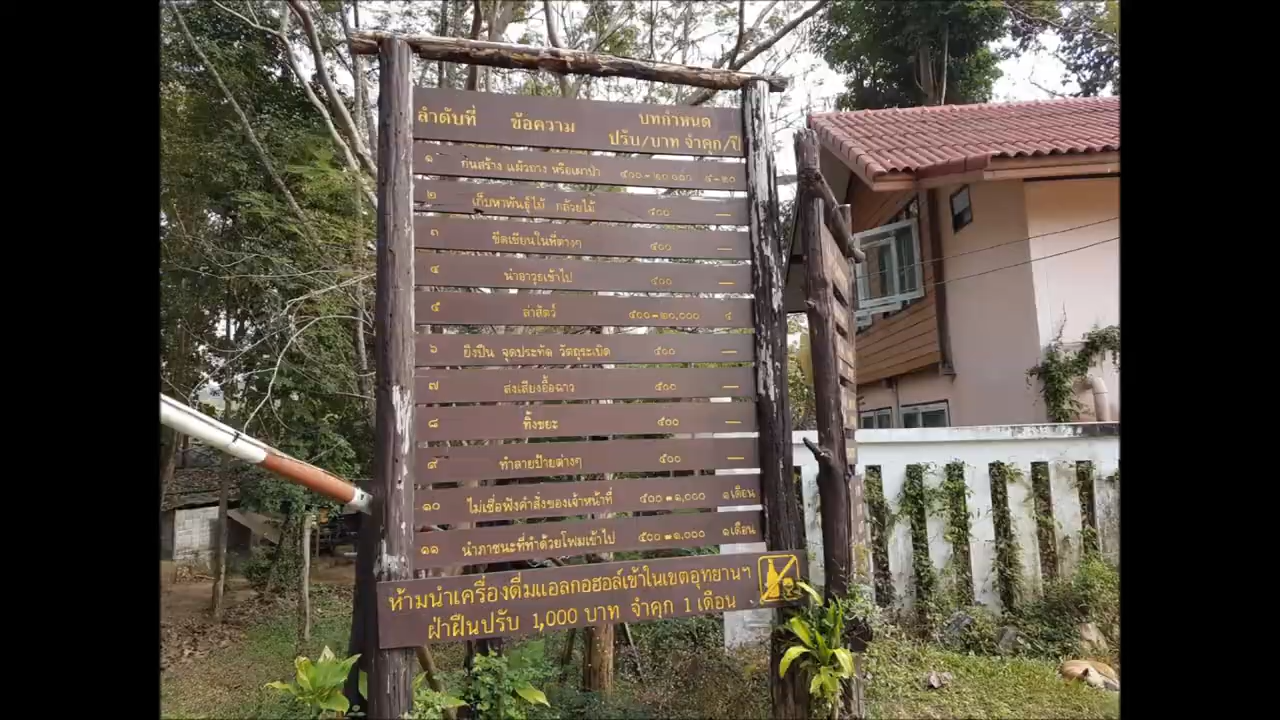 ลำดับที่ ข้อความ บทกำหนด
ปรับ/บาท จำคุก/ปี
๑ ก่นสร้าง แผ้วถาง หรือเผาป่า ๕๐๐-๒๐,๐๐๐ ๕-๒๐
๒ เก็บหาพันธุ์ไม้ กล้วยไม้ ๕๐๐ —
๓ ขีดเขียนในที่ต่างๆ ๕๐๐ —
๔ นำอาวุธเข้าไป ๕๐๐ —
๕ ล่าสัตว์ ๕๐๐-๒๐,๐๐๐ ๕
๖ ยิงปืน จุดประทัด วัตถุระเบิด ๕๐๐ —
๗ ส่งเสียงอื้อฉาว ๕๐๐ —
๘ ทิ้งขยะ ๕๐๐ —
๙ ทำลายป้ายต่างๆ ๕๐๐ —
๑๐ ไม่เชื่อฟังคำสั่งของเจ้าหน้าที่ ๕๐๐-๑,๐๐๐ ๑ เดือน
๑๑ นำภาชนะที่ทำด้วยโฟมเข้าไป ๕๐๐-๑,๐๐๐ ๑ เดือน
ห้ามนำเครื่องดื่มแอลกอฮอล์เข้าในเขตอุทยานฯ
ฝ่าฝืนปรับ 1,000 บาท จำคุก 1 เดือน